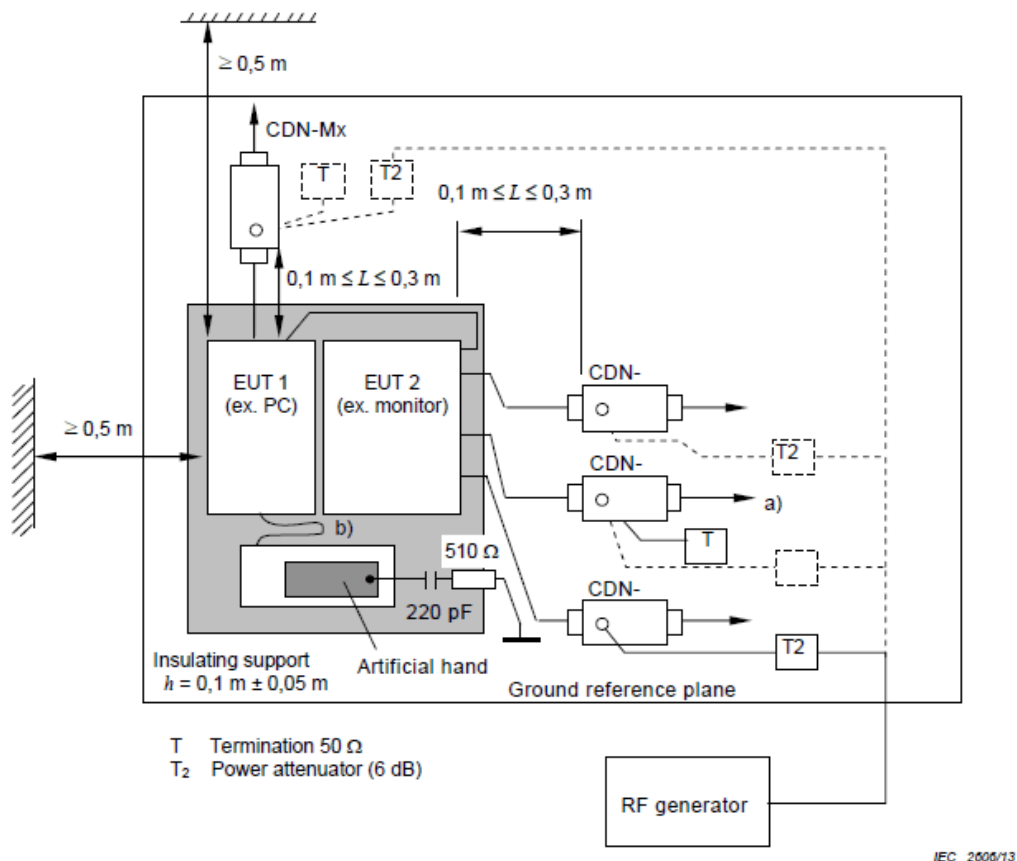 ≥ 0,5 m
CDN-Mx
T
T2
0,1 m ≤ L ≤ 0,3 m
0,1 m ≤ L ≤ 0,3 m
EUT 1
(ex. PC)
EUT 2
(ex. monitor)
CDN-
≥ 0,5 m
T2
CDN-
a)
b)
T
510 Ω
220 pF
CDN-
T2
Insulating support
h = 0,1 m ± 0,05 m
Artificial hand
Ground reference plane
T Termination 50 Ω
T2 Power attenuator (6 dB)
RF generator
IEC 2606/13